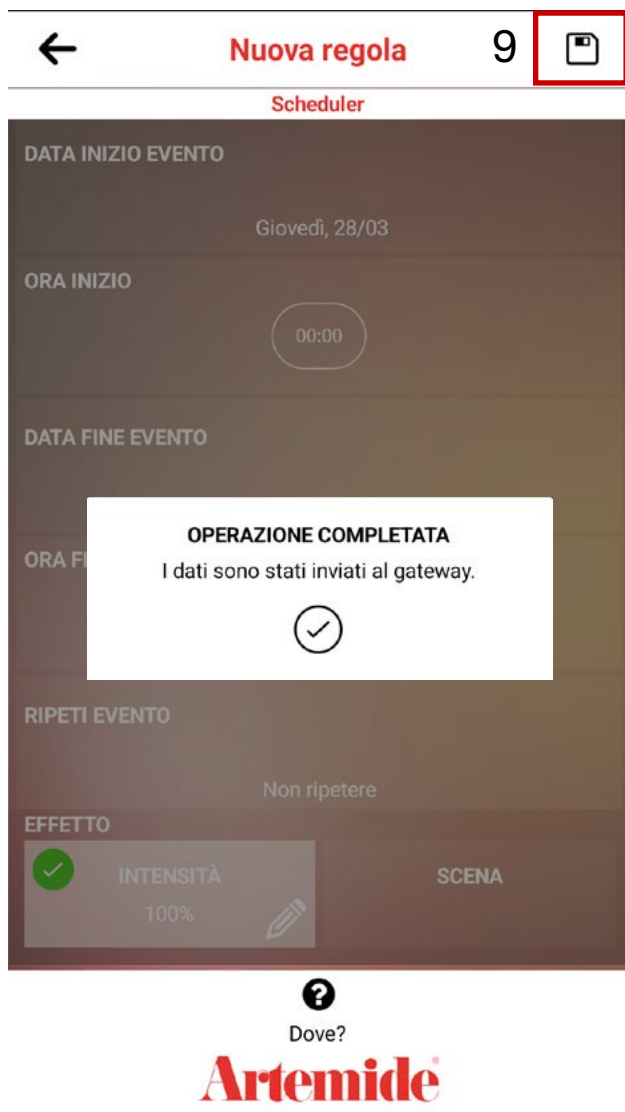 Nuova regola 9
Scheduler
DATA INIZIO EVENTO
Giovedì, 28/03
ORA INIZIO
00:00
DATA FINE EVENTO
OPERAZIONE COMPLETATA
ORA FI
I dati sono stati inviati al gateway.
RIPETI EVENTO
Non ripetere
EFFETTO
INTENSITÀ SCENA
100%
?
Dove?
Artemide